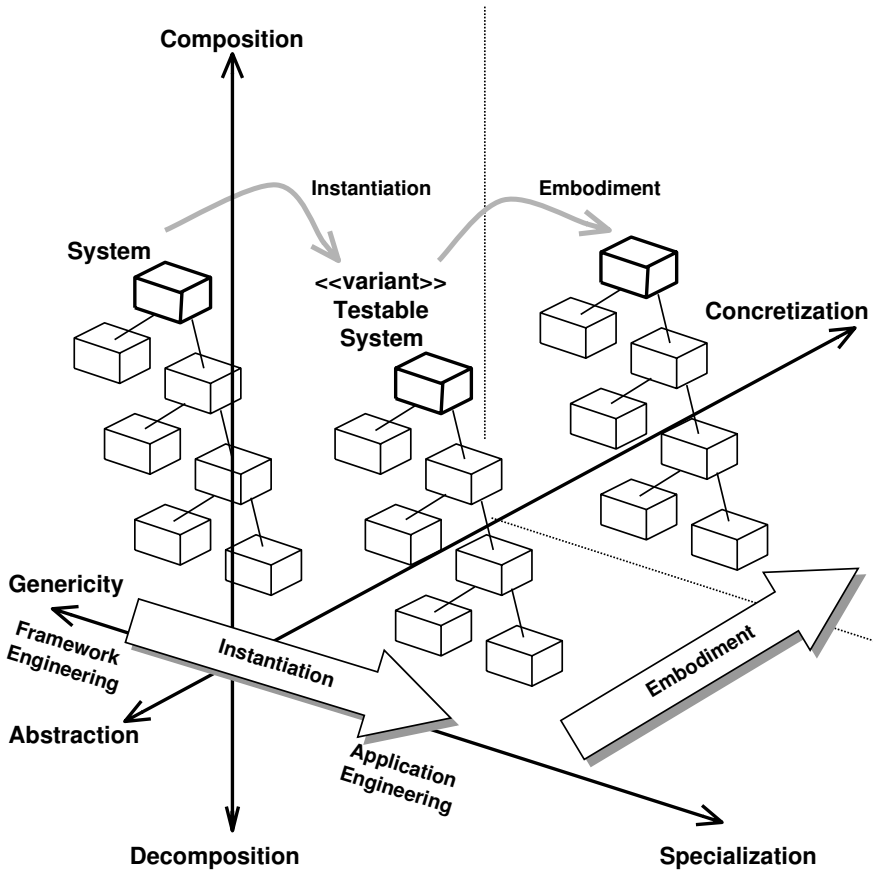 Composition
Instantiation
Embodiment
System
<<variant>>
Testable
System
Concretization
Genericity
Framework
Engineering
Instantiation
Embodiment
Abstraction
Application
Engineering
Decomposition
Specialization